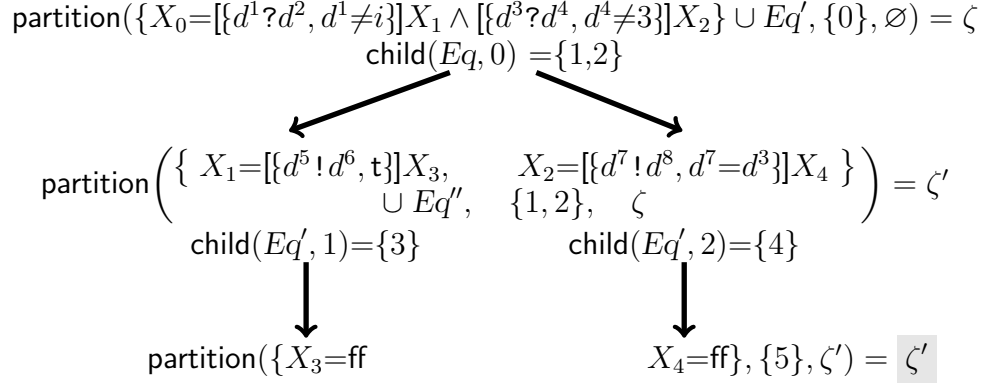 partition({X₀=[{d¹?d², d¹≠i}]X₁ ∧ [{d³?d⁴, d⁴≠3}]X₂} ∪ Eq′, {0}, ∅) = ζ
child(Eq, 0) ={1,2}
partition({ X₁=[{d⁵!d⁶, t}]X₃, X₂=[{d⁷!d⁸, d⁷=d³}]X₄ }) = ζ′
∪ Eq″, {1, 2}, ζ
child(Eq′, 1)={3} child(Eq′, 2)={4}
partition({X₃=ff X₄=ff}, {5}, ζ′) = ζ′